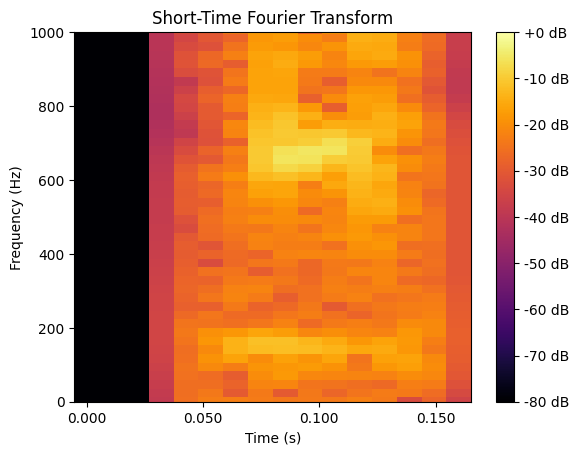 Short-Time Fourier Transform
1000
800
600
400
200
0
Frequency (Hz)
0.000
0.050
0.100
0.150
Time (s)
+0 dB
-10 dB
-20 dB
-30 dB
-40 dB
-50 dB
-60 dB
-70 dB
-80 dB